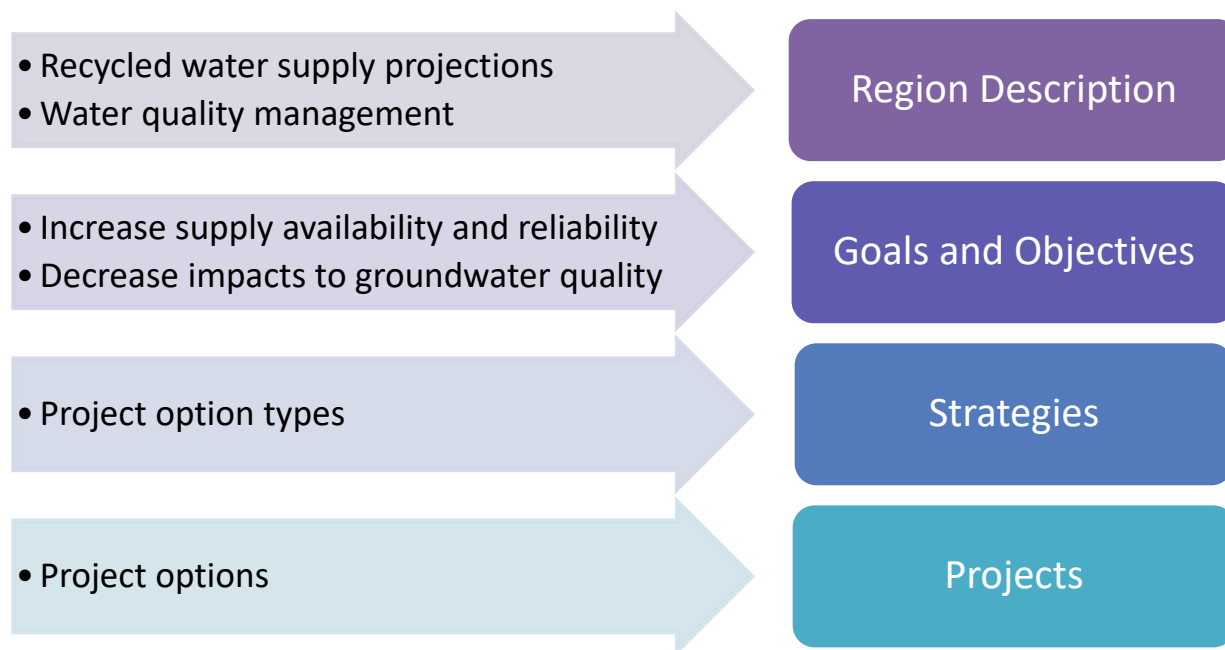 • Recycled water supply projections
• Water quality management
Region Description
• Increase supply availability and reliability
• Decrease impacts to groundwater quality
Goals and Objectives
• Project option types
Strategies
• Project options
Projects